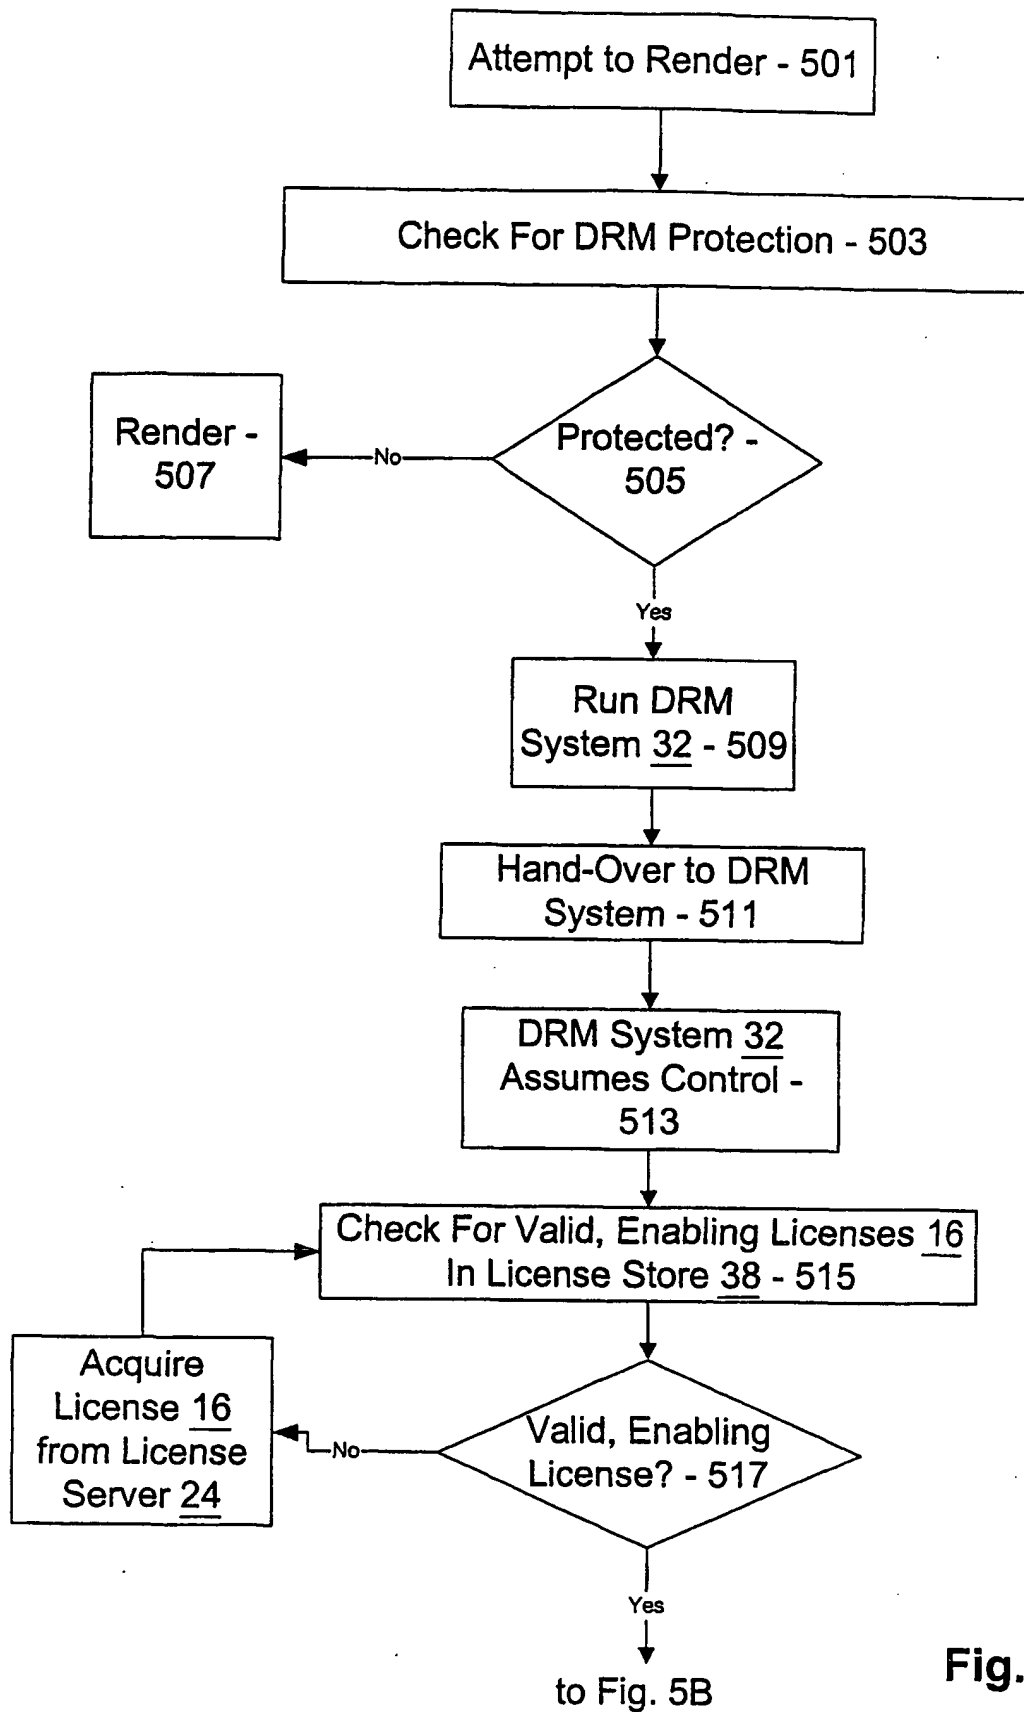 Attempt to Render - 501
Check For DRM Protection - 503
Protected? -
505
No
Render -
507
Yes
Run DRM
System 32 - 509
Hand-Over to DRM
System - 511
DRM System 32
Assumes Control -
513
Check For Valid, Enabling Licenses 16
In License Store 38 - 515
Valid, Enabling
License? - 517
No
Acquire
License 16
from License
Server 24
Yes
to Fig. 5B
Fig.